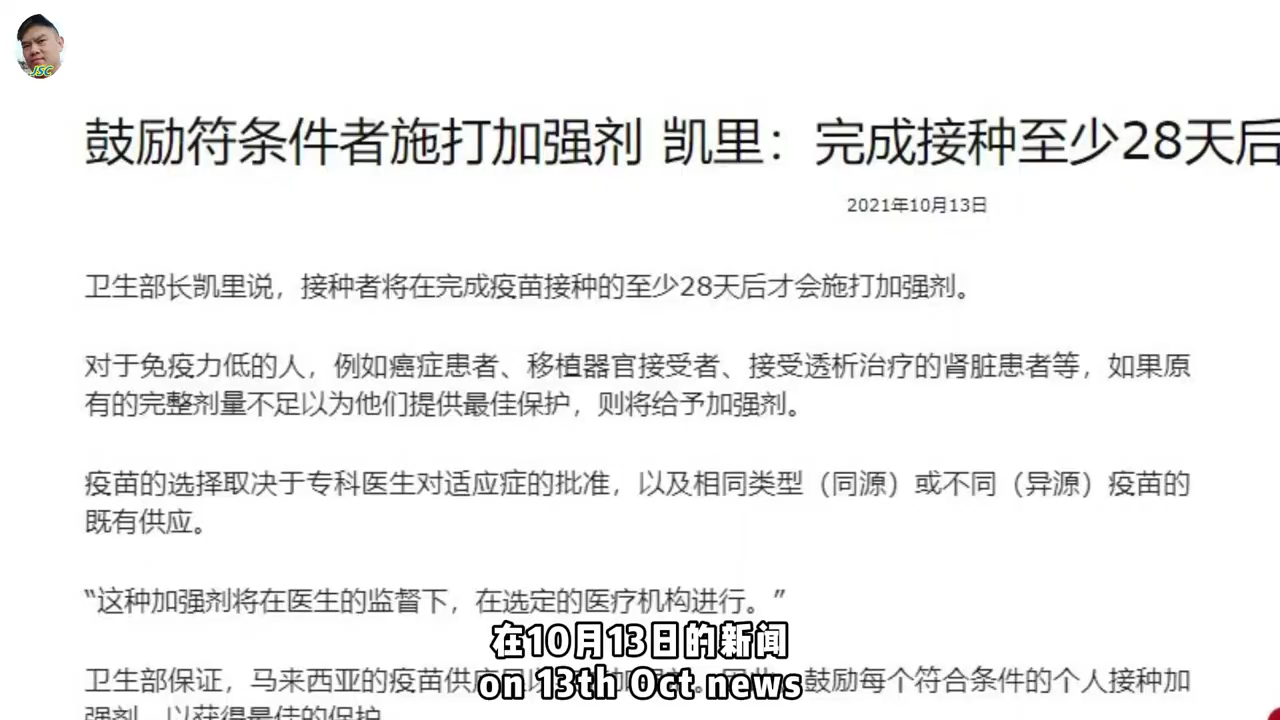 JSC
鼓励符条件者施打加强剂 凯里：完成接种至少28天后
2021年10月13日
卫生部长凯里说，接种者将在完成疫苗接种的至少28天后才会施打加强剂。
对于免疫力低的人，例如癌症患者、移植器官接受者、接受透析治疗的肾脏患者等，如果原
有的完整剂量不足以为他们提供最佳保护，则将给予加强剂。
疫苗的选择取决于专科医生对适应症的批准，以及相同类型（同源）或不同（异源）疫苗的
既有供应。
“这种加强剂将在医生的监督下，在选定的医疗机构进行。”
在10月13日的新闻
卫生部保证，马来西亚的疫苗供 鼓励每个符合条件的个人接种加
on 13th Oct news
强剂，以获得最佳的保护